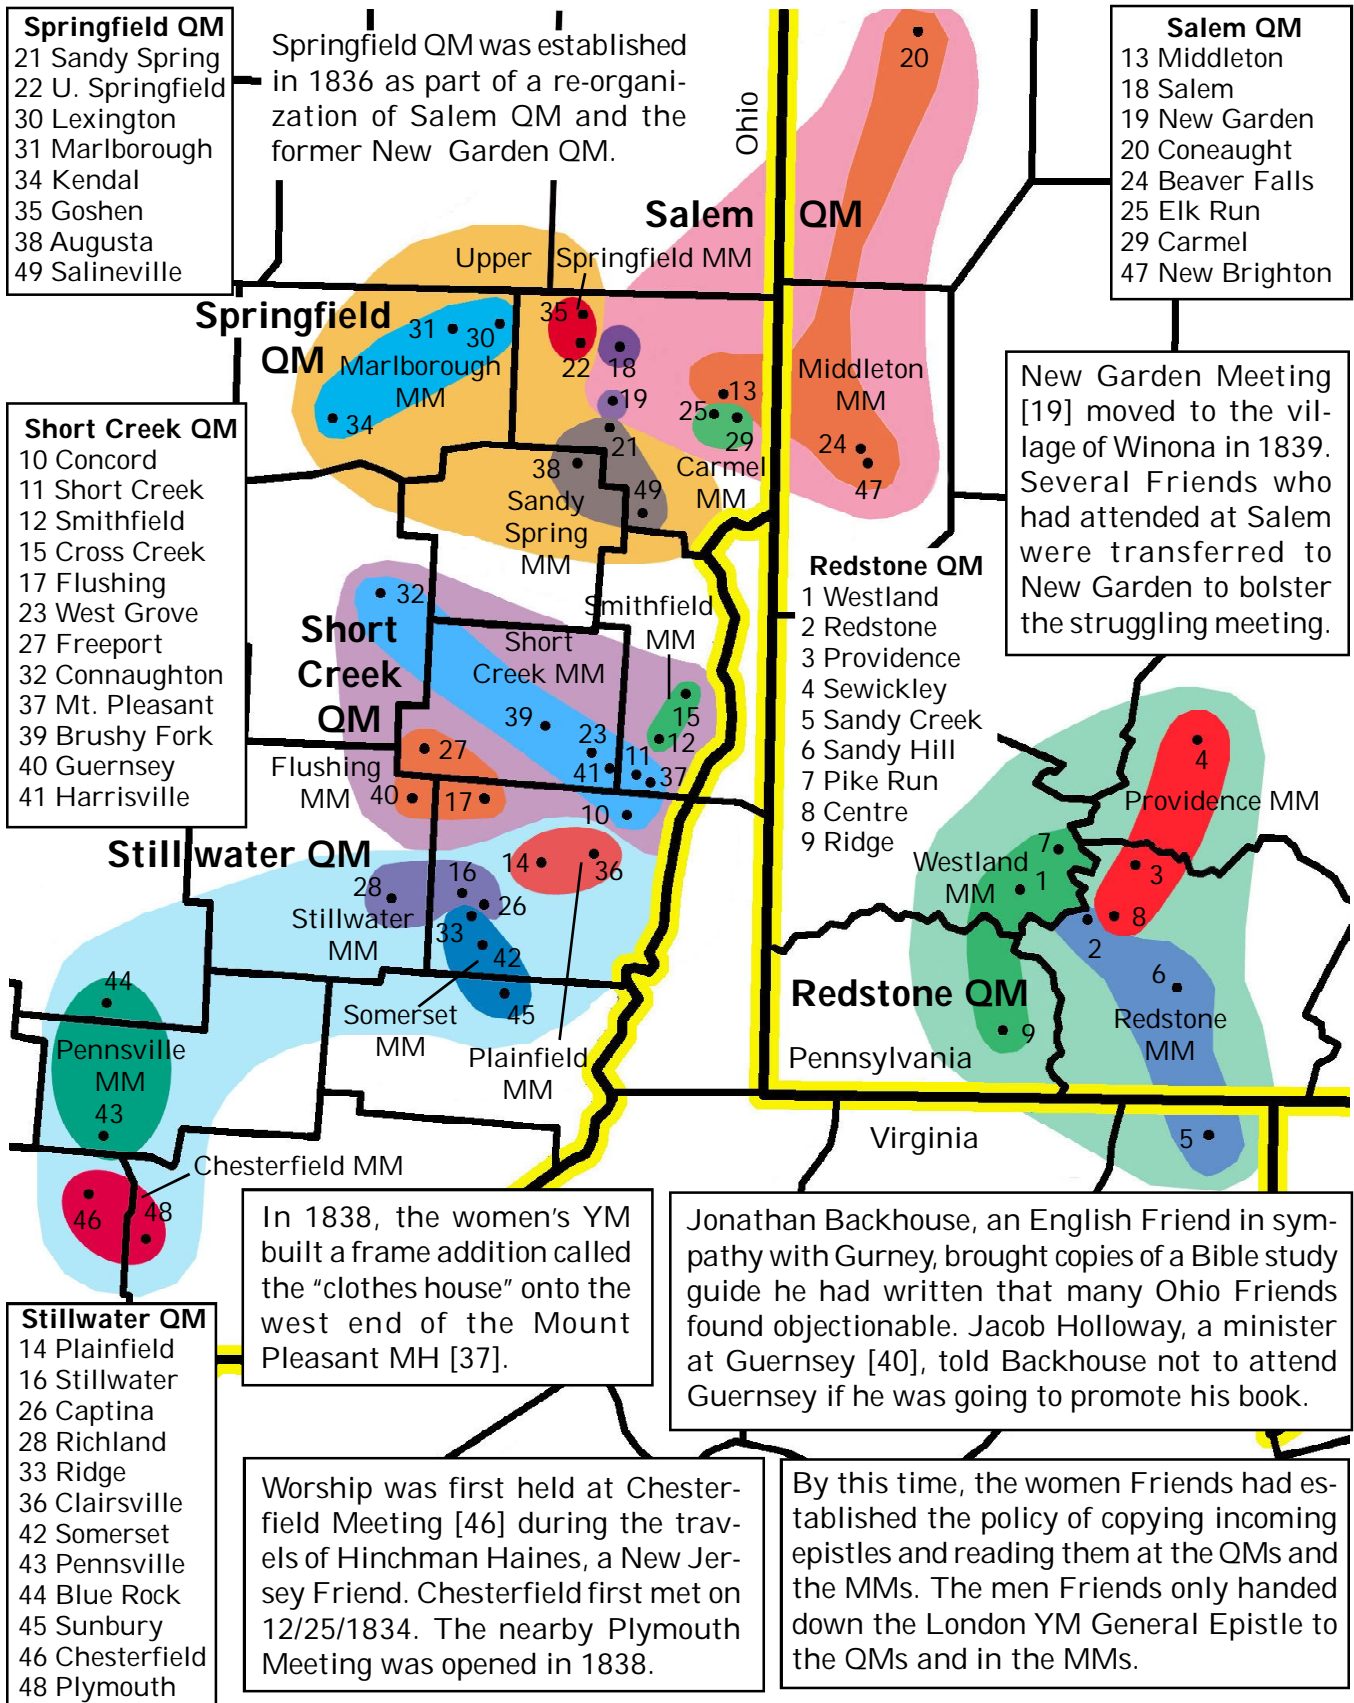 Springfield QM
21 Sandy Spring
22 U. Springfield
30 Lexington
31 Marlborough
34 Kendal
35 Goshen
38 Augusta
49 Salineville
Springfield QM was established
in 1836 as part of a re-organi-
zation of Salem QM and the
former New Garden QM.
Ohio
20
Salem QM
13 Middleton
18 Salem
19 New Garden
20 Coneaught
24 Beaver Falls
25 Elk Run
29 Carmel
47 New Brighton
Salem QM
Upper Springfield MM
Springfield
QM
31
30
35
22
18
Marlborough
MM
34
19
21
13
25
29
Middleton
MM
24
47
Carmel
MM
38
49
Sandy
Spring
MM
New Garden Meeting
[19] moved to the vil-
lage of Winona in 1839.
Several Friends who
had attended at Salem
were transferred to
New Garden to bolster
the struggling meeting.
Short Creek QM
10 Concord
11 Short Creek
12 Smithfield
15 Cross Creek
17 Flushing
23 West Grove
27 Freeport
32 Connaughton
37 Mt. Pleasant
39 Brushy Fork
40 Guernsey
41 Harrisville
32
Short
Creek
QM
Short
Creek MM
Smithfield
MM
15
12
39
23
41
11
37
10
27
Flushing
MM
40
17
Redstone QM
1 Westland
2 Redstone
3 Providence
4 Sewickley
5 Sandy Creek
6 Sandy Hill
7 Pike Run
8 Centre
9 Ridge
4
Providence MM
7
Westland
MM
1
3
8
2
6
Redstone QM
Redstone
MM
9
Pennsylvania
Virginia
5
Stillwater QM
14
36
16
28
26
Stillwater
MM
33
42
45
Somerset
MM
Plainfield
MM
44
Pennsville
MM
43
Chesterfield MM
46
48
In 1838, the women's YM
built a frame addition called
the “clothes house” onto the
west end of the Mount
Pleasant MH [37].
Jonathan Backhouse, an English Friend in sym-
pathy with Gurney, brought copies of a Bible study
guide he had written that many Ohio Friends
found objectionable. Jacob Holloway, a minister
at Guernsey [40], told Backhouse not to attend
Guernsey if he was going to promote his book.
Stillwater QM
14 Plainfield
16 Stillwater
26 Captina
28 Richland
33 Ridge
36 Clairsville
42 Somerset
43 Pennsville
44 Blue Rock
45 Sunbury
46 Chesterfield
48 Plymouth
Worship was first held at Chester-
field Meeting [46] during the trav-
els of Hinchman Haines, a New Jer-
sey Friend. Chesterfield first met on
12/25/1834. The nearby Plymouth
Meeting was opened in 1838.
By this time, the women Friends had es-
tablished the policy of copying incoming
epistles and reading them at the QMs and
the MMs. The men Friends only handed
down the London YM General Epistle to
the QMs and in the MMs.